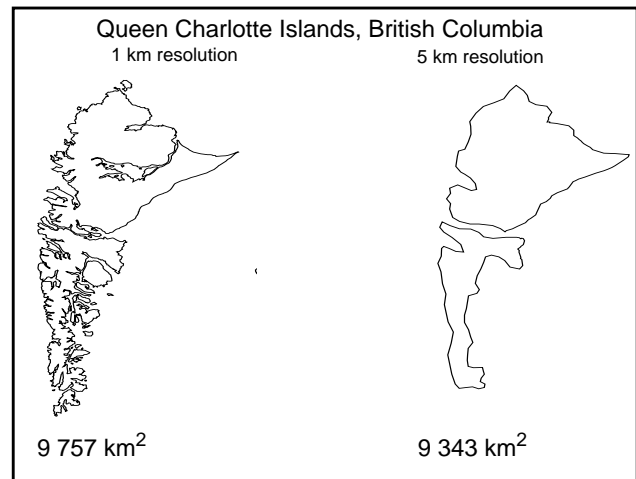 Queen Charlotte Islands, British Columbia
1 km resolution
5 km resolution
9 757 km²
9 343 km²